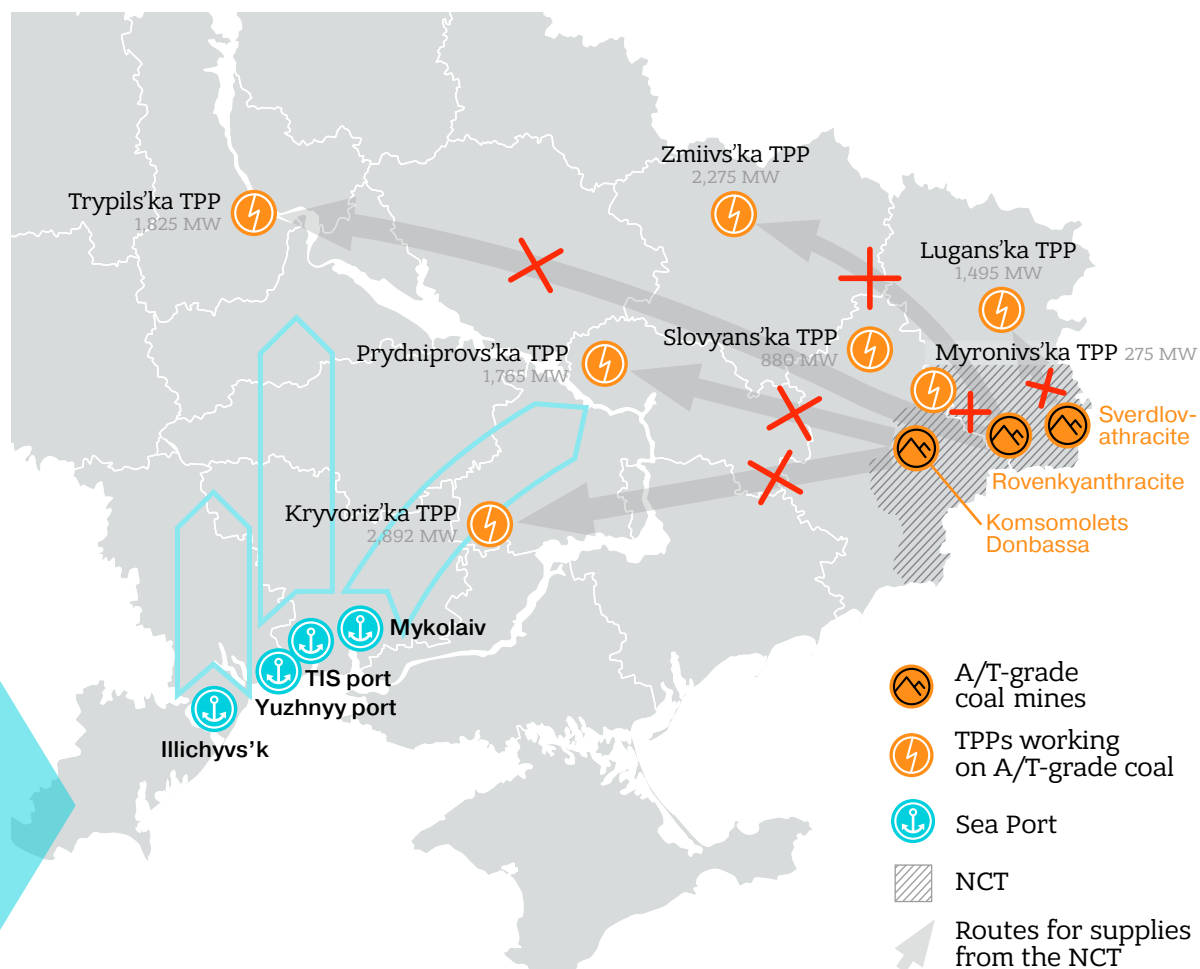 Zmiivs'ka TPP
2,275 MW
Trypils'ka TPP
1,825 MW
Lugans'ka TPP
1,495 MW
Slovyans'ka TPP
880 MW
Prydniprovs'ka TPP
1,765 MW
Myronivs'ka TPP 275 MW
Sverdlov-
athracite
Rovenkyanthracite
Komsomolets
Donbassa
Kryvoriz'ka TPP
2,892 MW
Mykolaiv
TIS port
Yuzhnyy port
Illichyvs'k
A/T-grade
coal mines
TPPs working
on A/T-grade coal
Sea Port
NCT
Routes for supplies
from the NCT